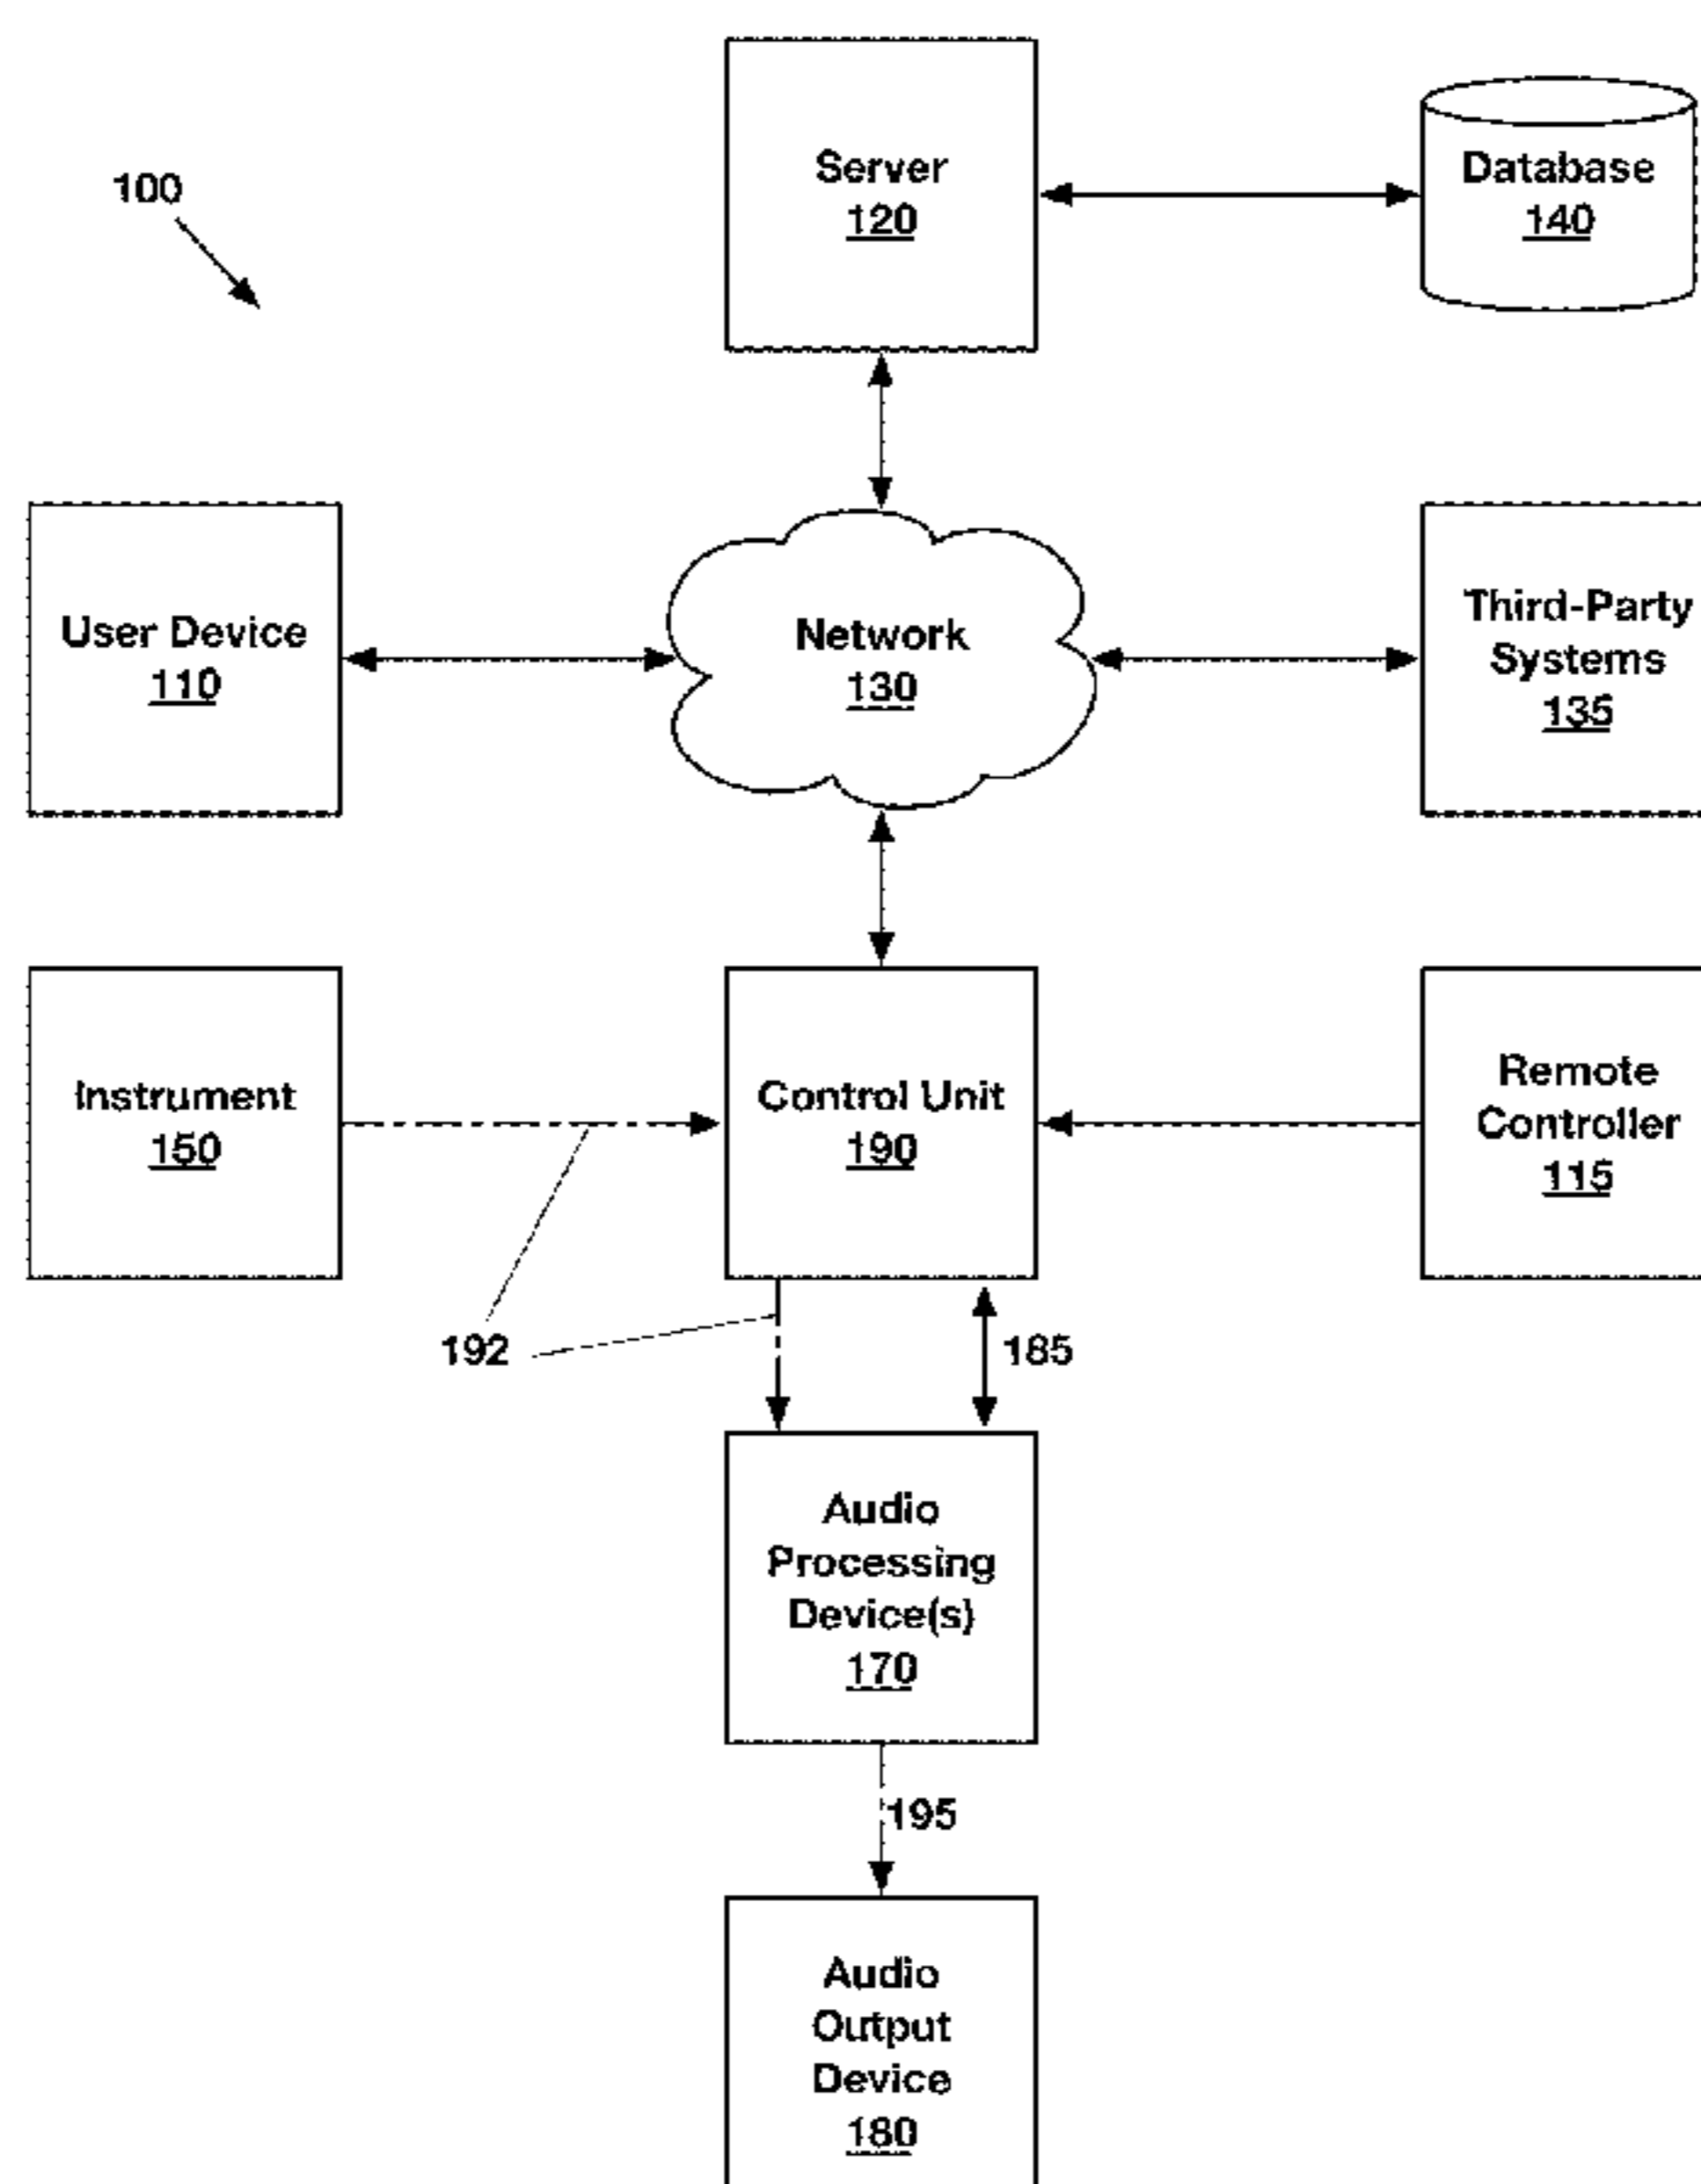 Server
120
Database
140
100
User Device
110
Network
130
Third-Party
Systems
135
Instrument
150
Control Unit
190
Remote
Controller
115
192
185
Audio
Processing
Device(s)
170
195
Audio
Output
Device
180